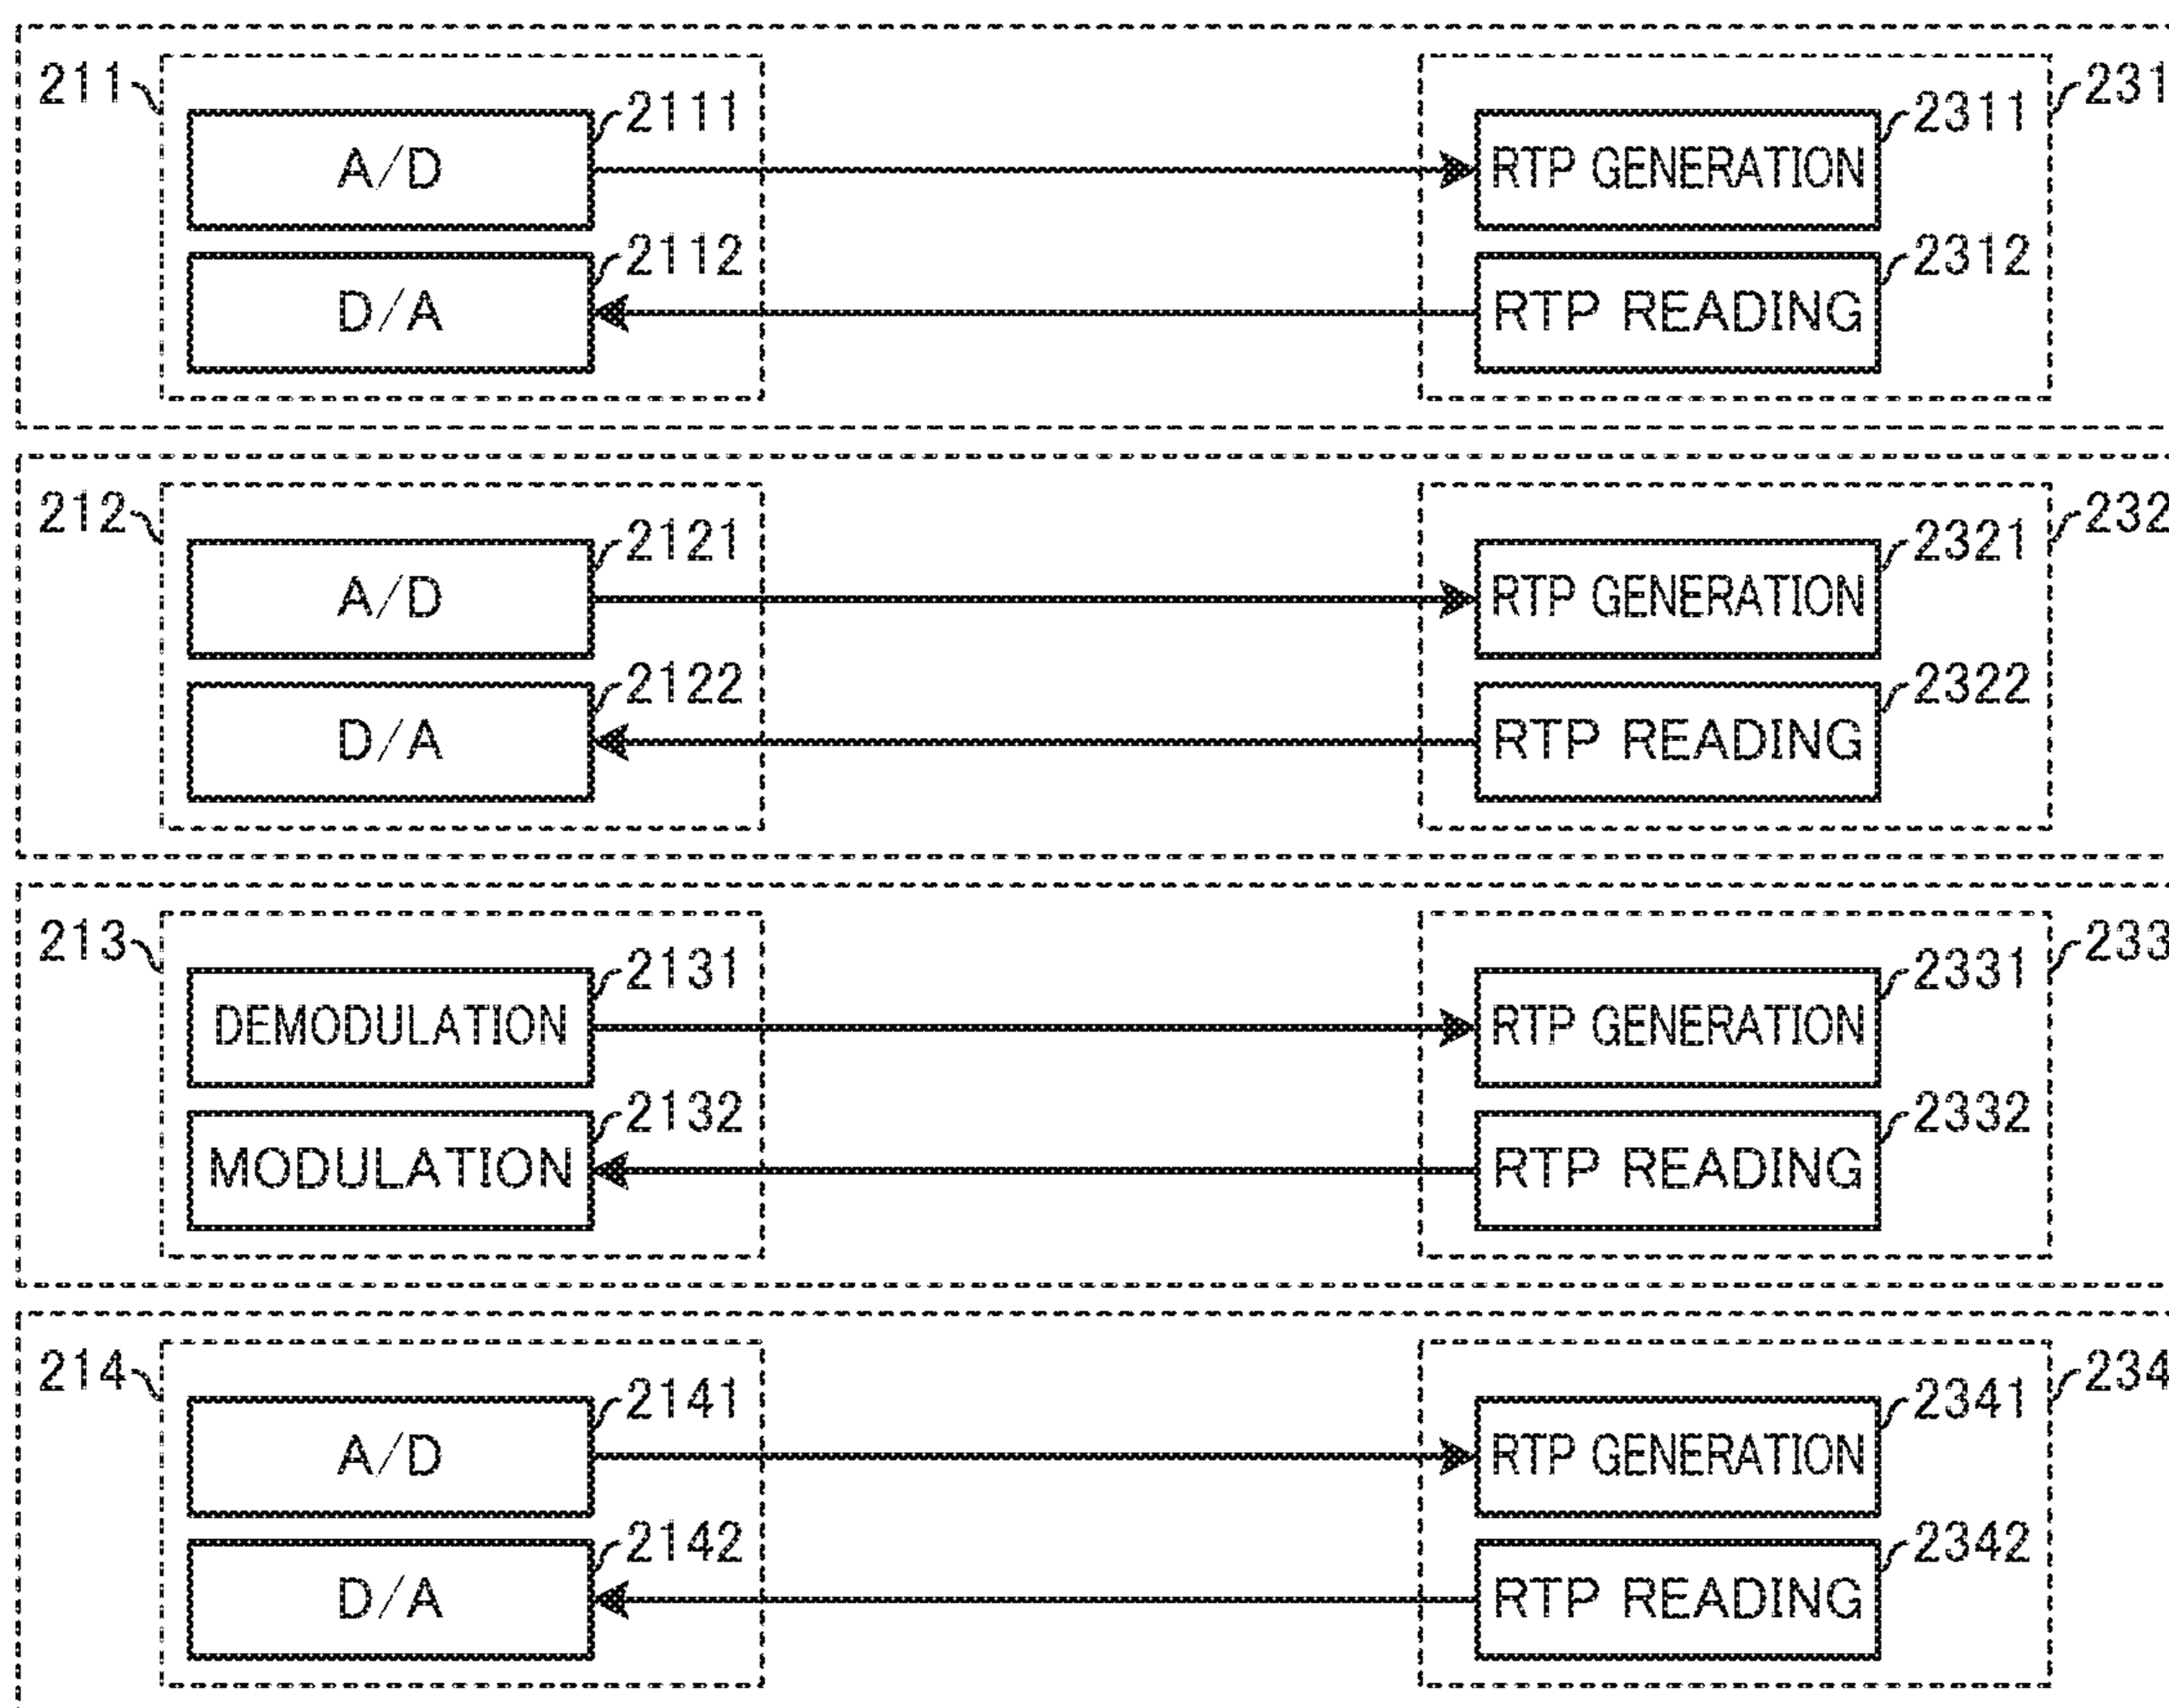 211
2111
231
2311
A/D
RTP GENERATION
2112
2312
D/A
RTP READING
212
2121
232
2321
A/D
RTP GENERATION
2122
2322
D/A
RTP READING
213
2131
233
2331
DEMODULATION
RTP GENERATION
2132
2332
MODULATION
RTP READING
214
2141
234
2341
A/D
RTP GENERATION
2142
2342
D/A
RTP READING